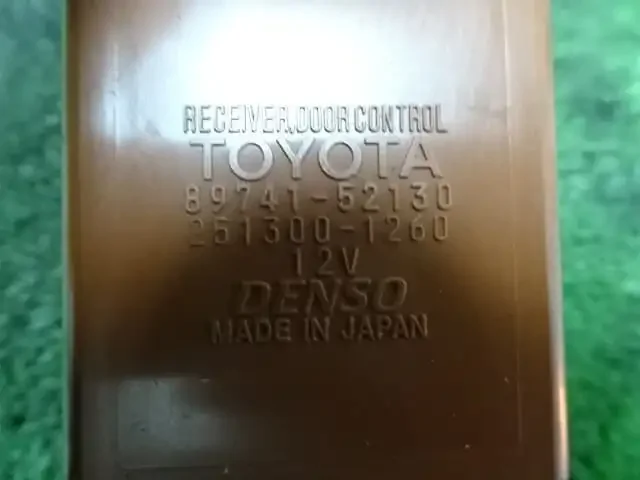 RECEIVER,DOOR CONTROL
TOYOTA
89741-52130
251300-1260
12V
DENSO
MADE IN JAPAN